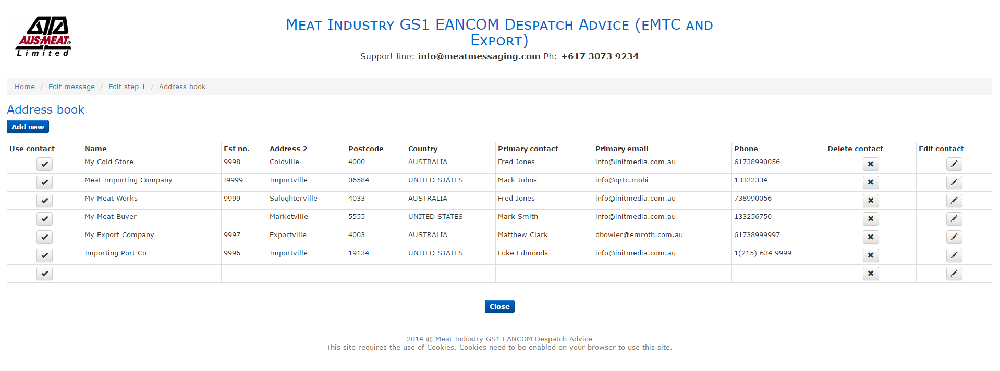 AUS-MEAT®
Limited
Meat Industry GS1 EANCOM Despatch Advice (eMTC and
Export)
Support line: info@meatmessaging.com Ph: +617 3073 9234
Home / Edit message / Edit step 1 / Address book
Address book
Add new
Use contact Name Est no. Address 2 Postcode Country Primary contact Primary email Phone Delete contact Edit contact
My Cold Store 9998 Coldville 4000 AUSTRALIA Fred Jones info@initmedia.com.au 61738990056
Meat Importing Company I9999 Importville 06584 UNITED STATES Mark Johns info@qrtc.mobi 13322334
My Meat Works 9999 Salughterville 4033 AUSTRALIA Fred Jones info@initmedia.com.au 738990056
My Meat Buyer Marketville 5555 UNITED STATES Mark Smith info@initmedia.com.au 133256750
My Export Company 9997 Exportville 4003 AUSTRALIA Matthew Clark dbowler@emroth.com.au 61738999997
Importing Port Co 9996 Importville 19134 UNITED STATES Luke Edmonds info@initmedia.com.au 1(215) 634 9999
Close
2014 © Meat Industry GS1 EANCOM Despatch Advice
This site requires the use of Cookies. Cookies need to be enabled on your browser to use this site.